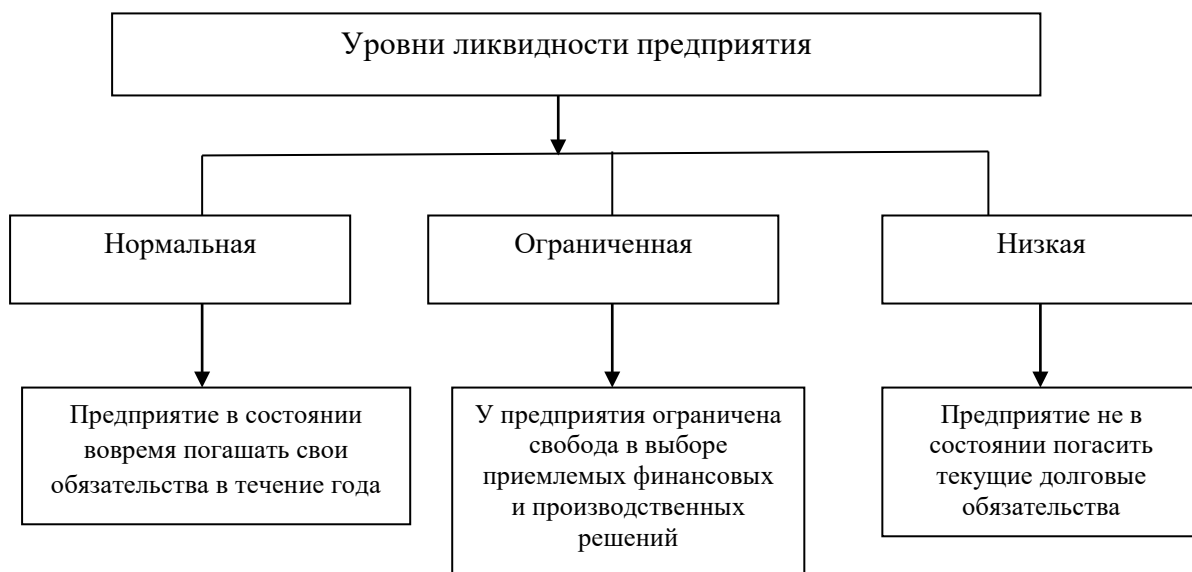 Уровни ликвидности предприятия
Нормальная
Ограниченная
Низкая
Предприятие в состоянии
вовремя погашать свои
обязательства в течение года
У предприятия ограничена
свобода в выборе
приемлемых финансовых
и производственных
решений
Предприятие не в
состоянии погасить
текущие долговые
обязательства